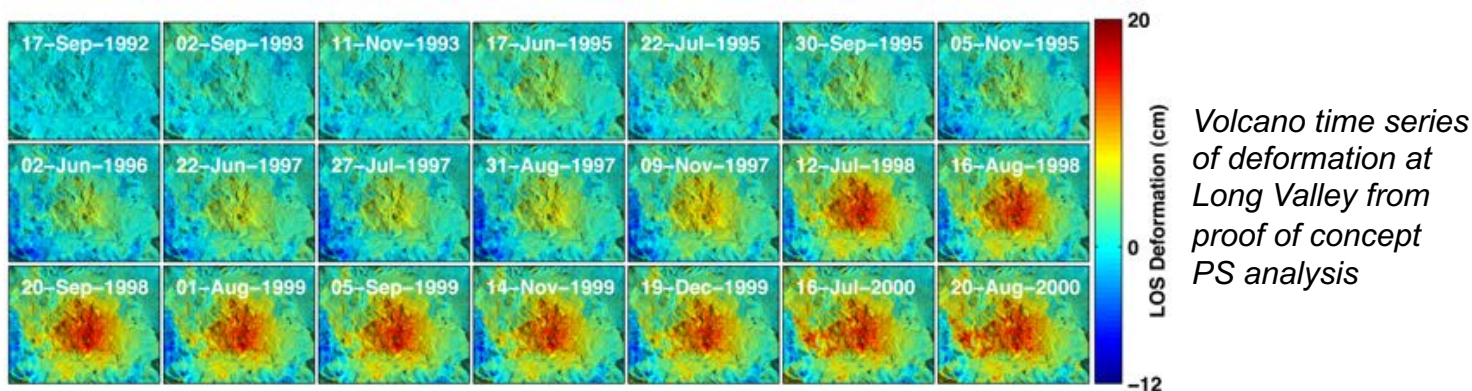 17-Sep-1992 02-Sep-1993 11-Nov-1993 17-Jun-1995 22-Jul-1995 30-Sep-1995 05-Nov-1995
02-Jun-1996 22-Jun-1997 27-Jul-1997 31-Aug-1997 09-Nov-1997 12-Jul-1998 16-Aug-1998
20-Sep-1998 01-Aug-1999 05-Sep-1999 14-Nov-1999 19-Dec-1999 16-Jul-2000 20-Aug-2000
20
0
-12
LOS Deformation (cm)
Volcano time series
of deformation at
Long Valley from
proof of concept
PS analysis